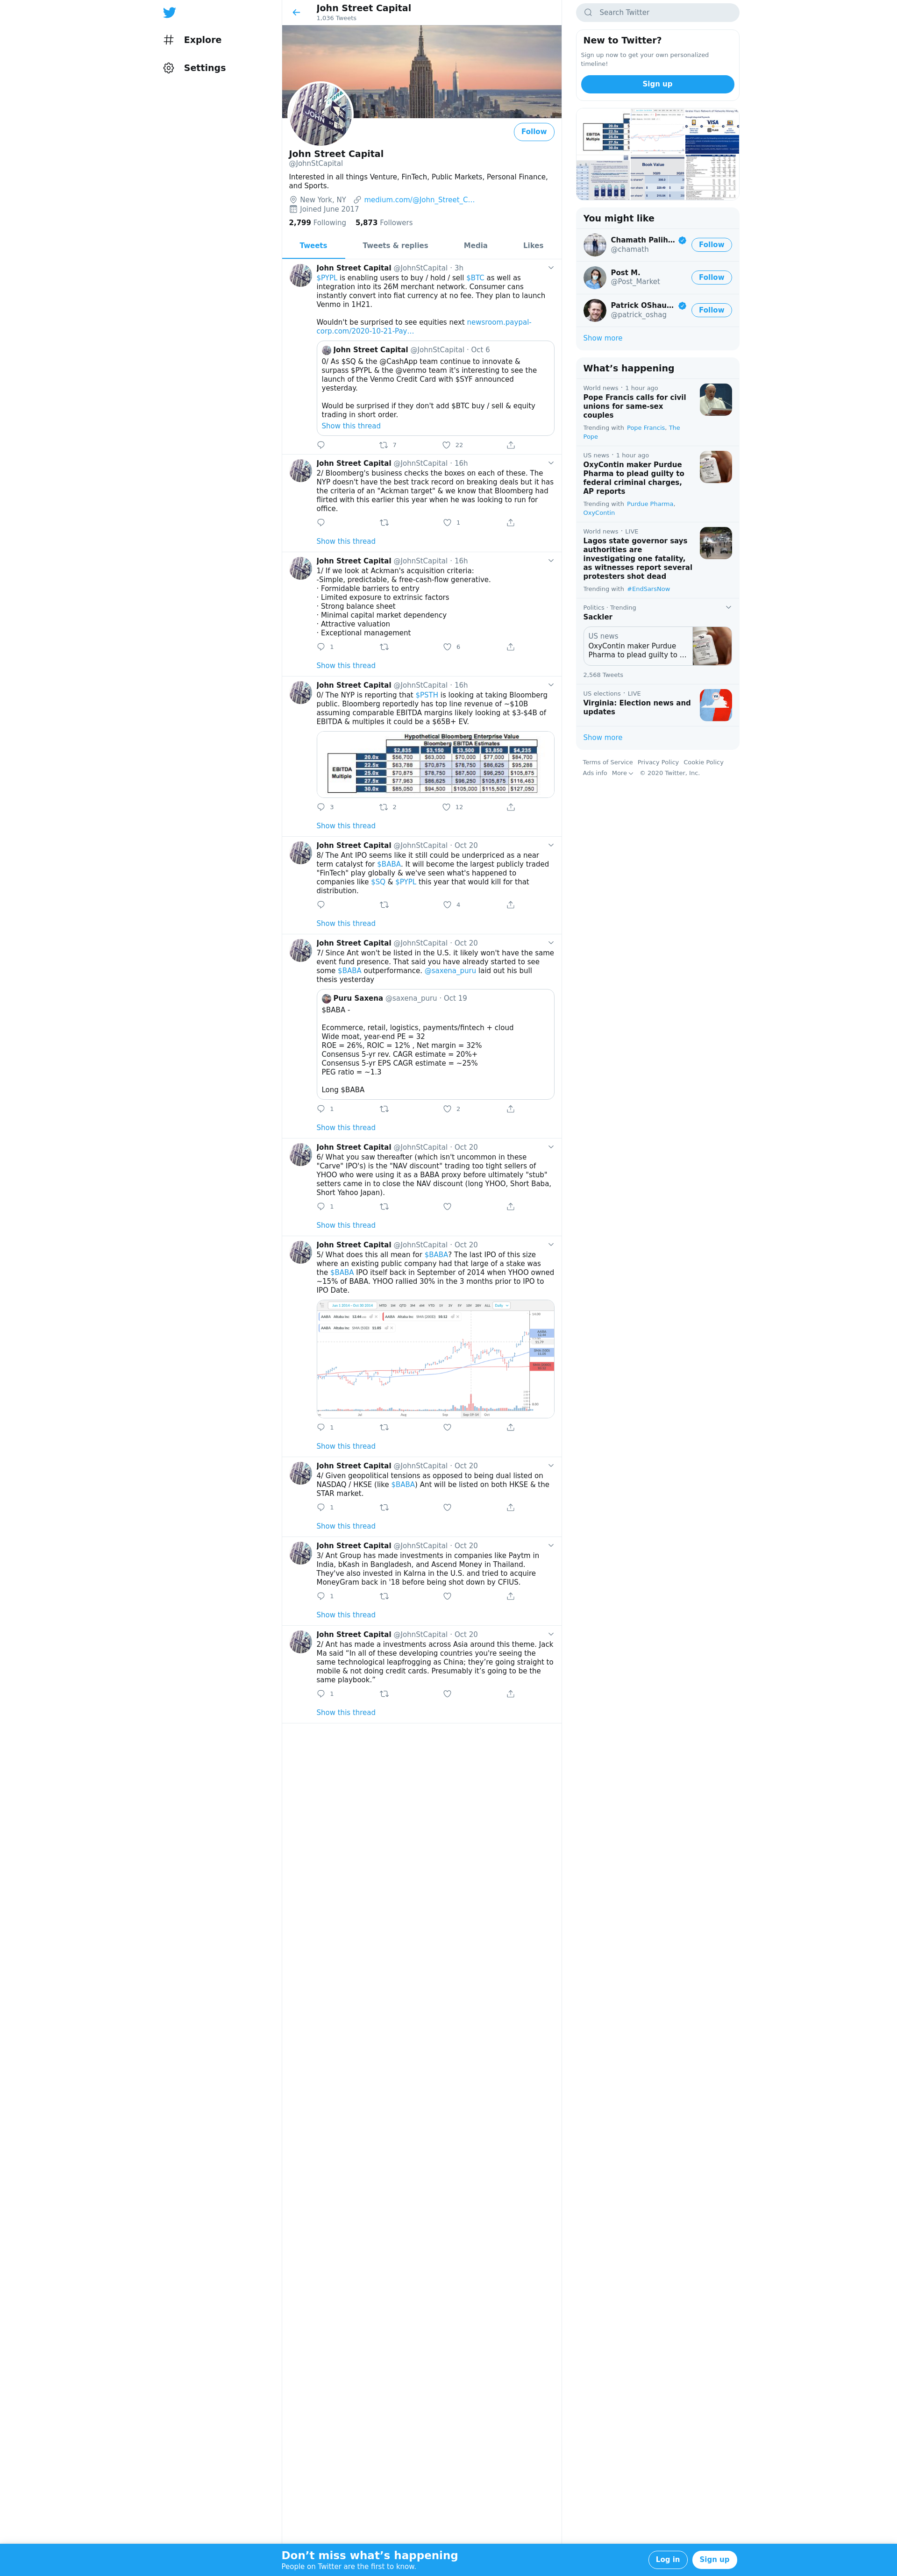 Explore
Settings
John Street Capital
1,036 Tweets
Follow
John Street Capital
@JohnStCapital
Interested in all things Venture, FinTech, Public Markets, Personal Finance,
and Sports.
New York, NY medium.com/@John_Street_C…
Joined June 2017
2,799 Following 5,873 Followers
Tweets Tweets & replies Media Likes
John Street Capital @JohnStCapital · 3h
$PYPL is enabling users to buy / hold / sell $BTC as well as
integration into its 26M merchant network. Consumer cans
instantly convert into fiat currency at no fee. They plan to launch
Venmo in 1H21.
Wouldn't be surprised to see equities next newsroom.paypal-
corp.com/2020-10-21-Pay…
John Street Capital @JohnStCapital · Oct 6
0/ As $SQ & the @CashApp team continue to innovate &
surpass $PYPL & the @venmo team it's interesting to see the
launch of the Venmo Credit Card with $SYF announced
yesterday.
Would be surprised if they don't add $BTC buy / sell & equity
trading in short order.
Show this thread
7 22
John Street Capital @JohnStCapital · 16h
2/ Bloomberg's business checks the boxes on each of these. The
NYP doesn't have the best track record on breaking deals but it has
the criteria of an "Ackman target" & we know that Bloomberg had
flirted with this earlier this year when he was looking to run for
office.
1
Show this thread
John Street Capital @JohnStCapital · 16h
1/ If we look at Ackman's acquisition criteria:
-Simple, predictable, & free-cash-flow generative.
· Formidable barriers to entry
· Limited exposure to extrinsic factors
· Strong balance sheet
· Minimal capital market dependency
· Attractive valuation
· Exceptional management
1 6
Show this thread
John Street Capital @JohnStCapital · 16h
0/ The NYP is reporting that $PSTH is looking at taking Bloomberg
public. Bloomberg reportedly has top line revenue of ~$10B
assuming comparable EBITDA margins likely looking at $3-$4B of
EBITDA & multiples it could be a $65B+ EV.
Hypothetical Bloomberg Enterprise Value
Bloomberg EBITDA Estimates
$2,835 $3,150 $3,500 $3,850 $4,235
20.0x $56,700 $63,000 $70,000 $77,000 $84,700
22.5x $63,788 $70,875 $78,750 $86,625 $95,288
EBITDA Multiple 25.0x $70,875 $78,750 $87,500 $96,250 $105,875
27.5x $77,963 $86,625 $96,250 $105,875 $116,463
30.0x $85,050 $94,500 $105,000 $115,500 $127,050
3 2 12
Show this thread
John Street Capital @JohnStCapital · Oct 20
8/ The Ant IPO seems like it still could be underpriced as a near
term catalyst for $BABA. It will become the largest publicly traded
"FinTech" play globally & we've seen what's happened to
companies like $SQ & $PYPL this year that would kill for that
distribution.
4
Show this thread
John Street Capital @JohnStCapital · Oct 20
7/ Since Ant won't be listed in the U.S. it likely won't have the same
event fund presence. That said you have already started to see
some $BABA outperformance. @saxena_puru laid out his bull
thesis yesterday
Puru Saxena @saxena_puru · Oct 19
$BABA -
Ecommerce, retail, logistics, payments/fintech + cloud
Wide moat, year-end PE = 32
ROE = 26%, ROIC = 12% , Net margin = 32%
Consensus 5-yr rev. CAGR estimate = 20%+
Consensus 5-yr EPS CAGR estimate = ~25%
PEG ratio = ~1.3
Long $BABA
1 2
Show this thread
John Street Capital @JohnStCapital · Oct 20
6/ What you saw thereafter (which isn't uncommon in these
"Carve" IPO's) is the "NAV discount" trading too tight sellers of
YHOO who were using it as a BABA proxy before ultimately "stub"
setters came in to close the NAV discount (long YHOO, Short Baba,
Short Yahoo Japan).
1
Show this thread
John Street Capital @JohnStCapital · Oct 20
5/ What does this all mean for $BABA? The last IPO of this size
where an existing public company had that large of a stake was
the $BABA IPO itself back in September of 2014 when YHOO owned
~15% of BABA. YHOO rallied 30% in the 3 months prior to IPO to
IPO Date.
1
Show this thread
John Street Capital @JohnStCapital · Oct 20
4/ Given geopolitical tensions as opposed to being dual listed on
NASDAQ / HKSE (like $BABA) Ant will be listed on both HKSE & the
STAR market.
1
Show this thread
John Street Capital @JohnStCapital · Oct 20
3/ Ant Group has made investments in companies like Paytm in
India, bKash in Bangladesh, and Ascend Money in Thailand.
They've also invested in Kalrna in the U.S. and tried to acquire
MoneyGram back in '18 before being shot down by CFIUS.
1
Show this thread
John Street Capital @JohnStCapital · Oct 20
2/ Ant has made a investments across Asia around this theme. Jack
Ma said “In all of these developing countries you're seeing the
same technological leapfrogging as China; they’re going straight to
mobile & not doing credit cards. Presumably it’s going to be the
same playbook.”
1
Show this thread
Search Twitter
New to Twitter?
Sign up now to get your own personalized
timeline!
Sign up
EBITDA
Multiple
Book Value
VISA
You might like
Chamath Palih…
@chamath
Follow
Post M.
@Post_Market
Follow
Patrick OShau…
@patrick_oshag
Follow
Show more
What’s happening
World news · 1 hour ago
Pope Francis calls for civil
unions for same-sex
couples
Trending with Pope Francis, The
Pope
US news · 1 hour ago
OxyContin maker Purdue
Pharma to plead guilty to
federal criminal charges,
AP reports
Trending with Purdue Pharma,
OxyContin
World news · LIVE
Lagos state governor says
authorities are
investigating one fatality,
as witnesses report several
protesters shot dead
Trending with #EndSarsNow
Politics · Trending
Sackler
US news
OxyContin maker Purdue
Pharma to plead guilty to …
2,568 Tweets
US elections · LIVE
Virginia: Election news and
updates
Show more
Terms of Service Privacy Policy Cookie Policy
Ads info More © 2020 Twitter, Inc.
Don’t miss what’s happening
People on Twitter are the first to know.
Log in Sign up